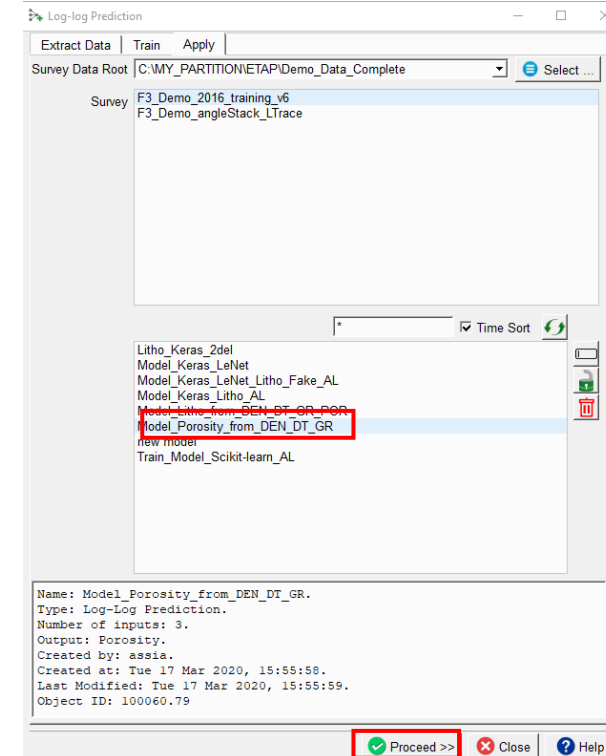 Log-log Prediction
Extract Data Train Apply
Survey Data Root C:\MY_PARTITION\ETAP\Demo_Data_Complete Select ...
Survey
F3_Demo_2016_training_v6
F3_Demo_angleStack_LTrace
* Time Sort
Litho_Keras_2del
Model_Keras_LeNet
Model_Keras_LeNet_Litho_Fake_AL
Model_Keras_Litho_AL
Model_Litho_from_DEN_DT_GR_POR
Model_Porosity_from_DEN_DT_GR
new model
Train_Model_Scikit-learn_AL
Name: Model_Porosity_from_DEN_DT_GR.
Type: Log-Log Prediction.
Number of inputs: 3.
Output: Porosity.
Created by: assia.
Created at: Tue 17 Mar 2020, 15:55:58.
Last Modified: Tue 17 Mar 2020, 15:55:59.
Object ID: 100060.79
Proceed >> Close Help